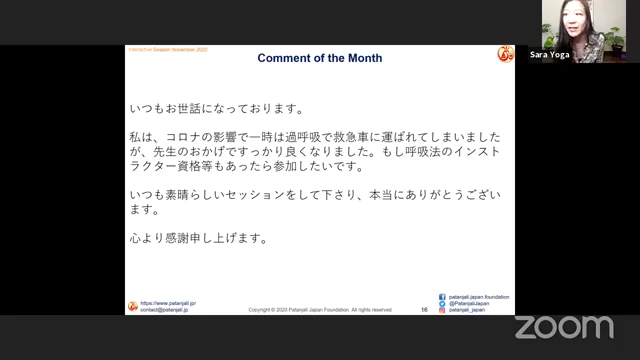 Interactive Session November 2020
Comment of the Month
Sara Yoga
いつもお世話になっております。
私は、コロナの影響で一時は過呼吸で救急車に運ばれてしまいました
が、先生のおかげですっかり良くなりました。もし呼吸法のインスト
ラクター資格等もあったら参加したいです。
いつも素晴らしいセッションをして下さり、本当にありがとうござい
ます。
心より感謝申し上げます。
https://www.patanjali.jp/
contact@patanjali.jp
Copyright © 2020 Patanjali Japan Foundation All rights reserved
16
patanjali.japan.foundation
@PatanjaliJapan
patanjali_japan
zoom